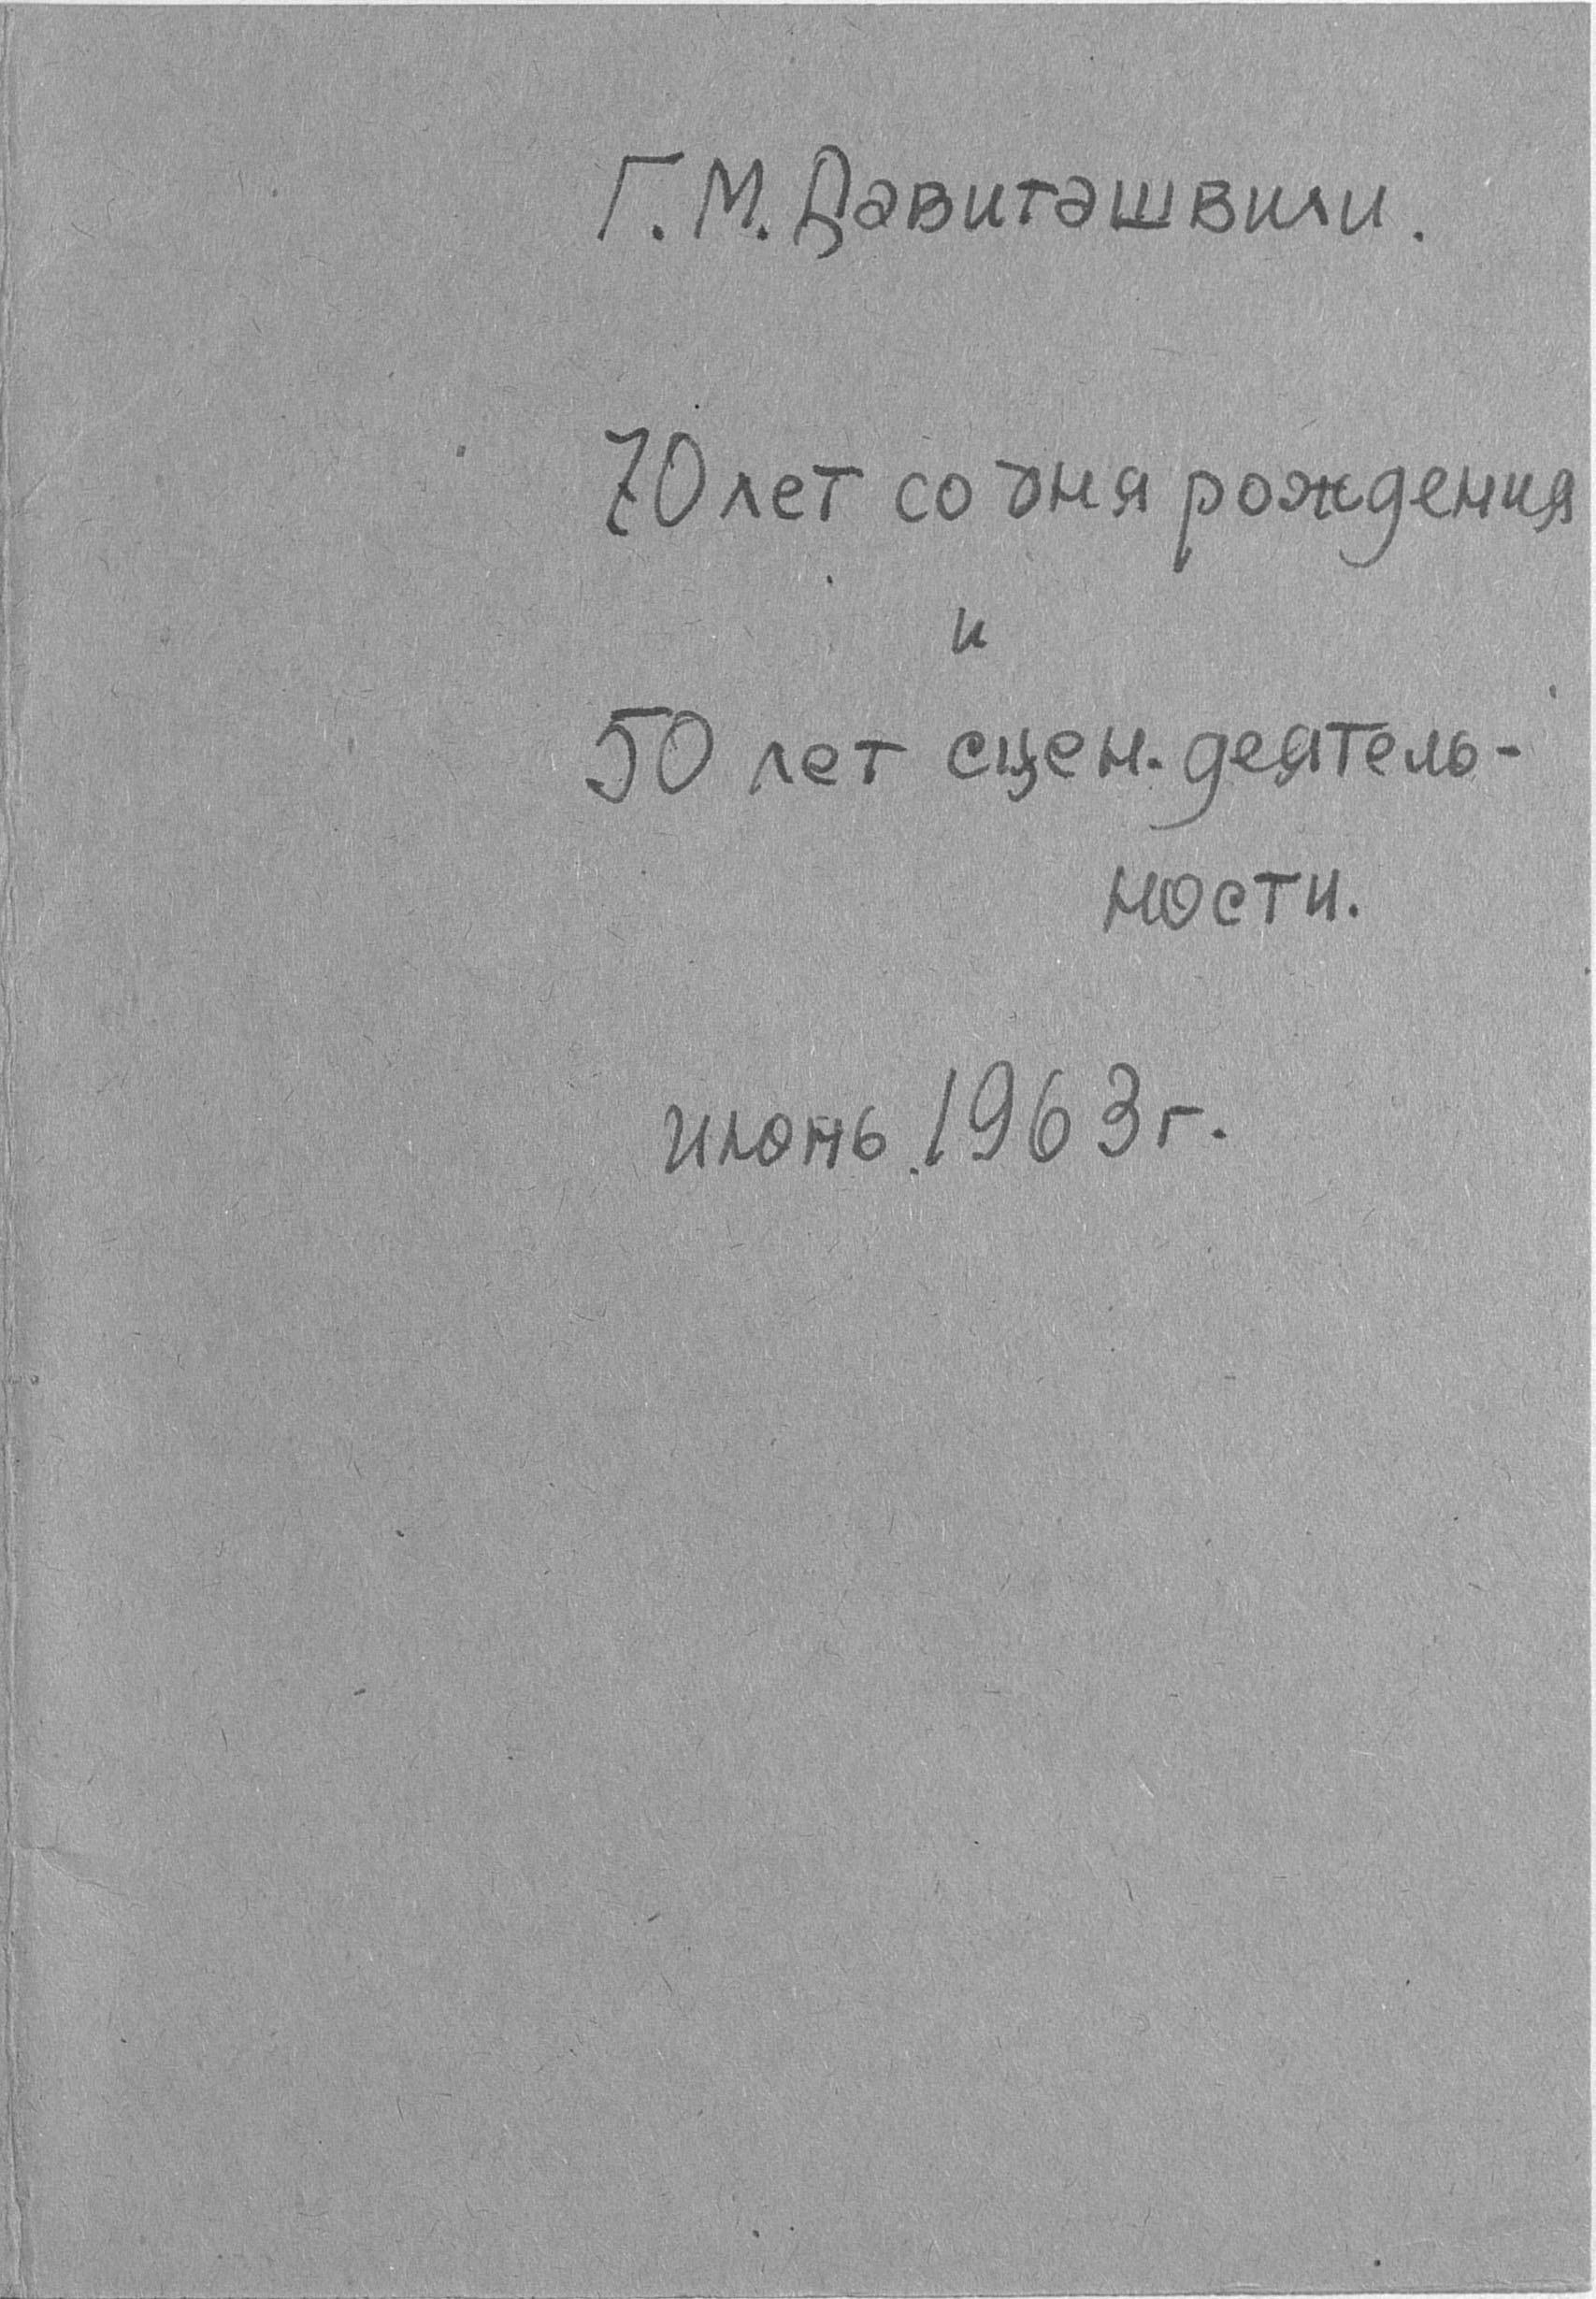 Г. М. Давиташвили.
70 лет со дня рождения
и
50 лет сцен. деятель-
ности.
июнь 1963 г.